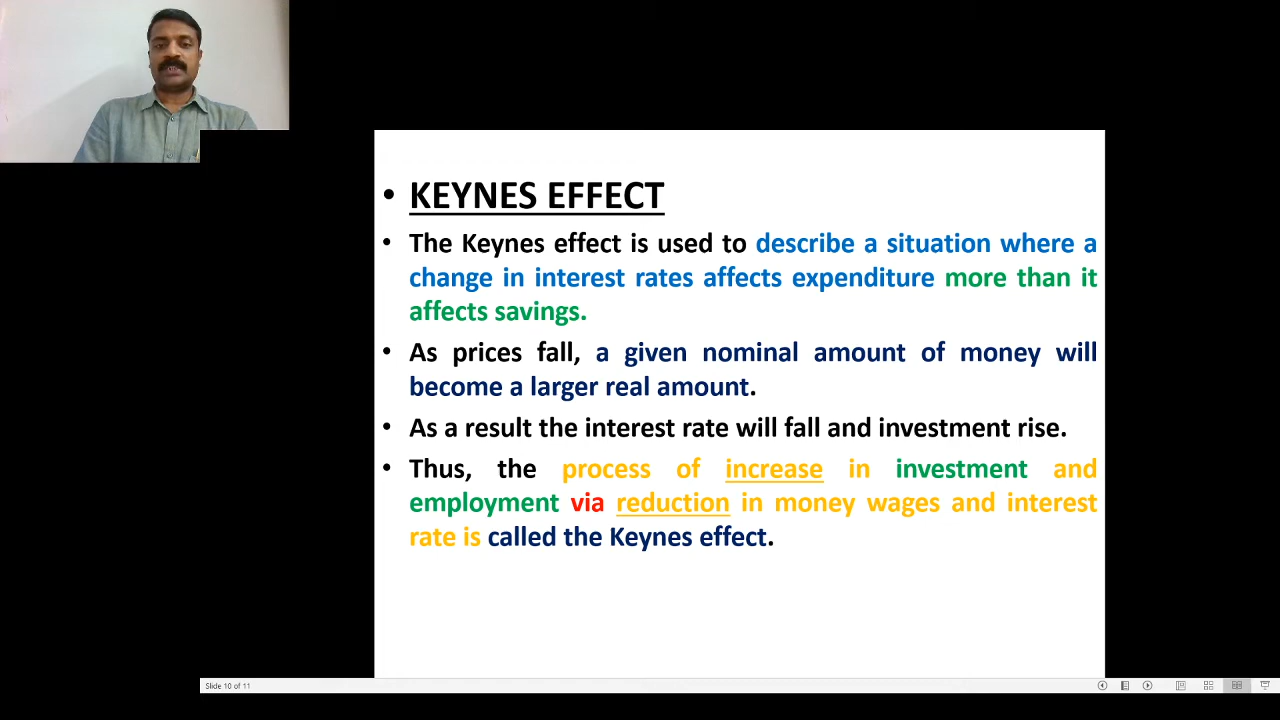 • KEYNES EFFECT
• The Keynes effect is used to describe a situation where a
change in interest rates affects expenditure more than it
affects savings.
• As prices fall, a given nominal amount of money will
become a larger real amount.
• As a result the interest rate will fall and investment rise.
• Thus, the process of increase in investment and
employment via reduction in money wages and interest
rate is called the Keynes effect.
Slide 10 of 11